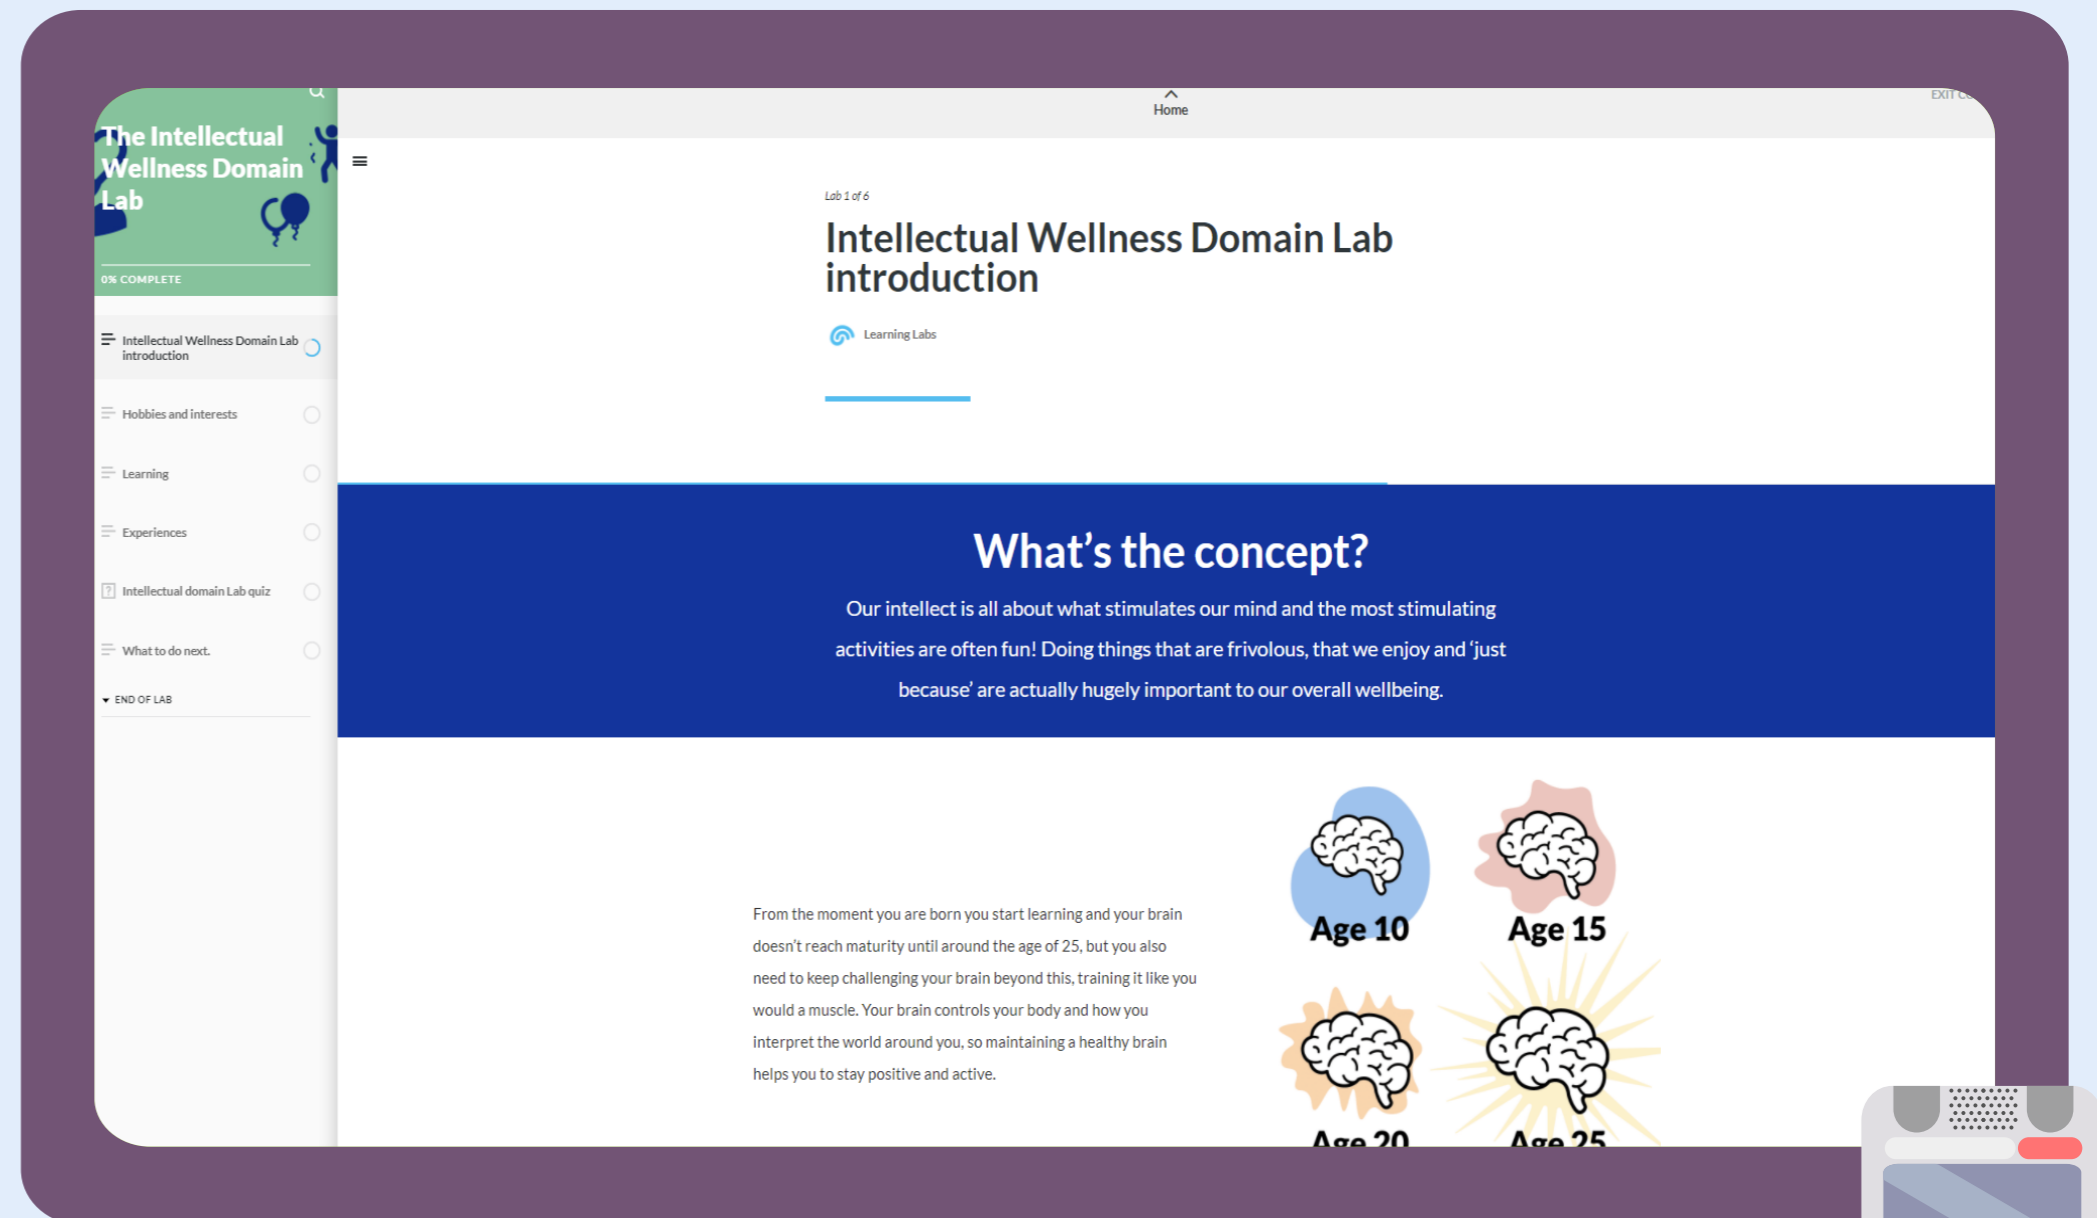 The Intellectual
Wellness Domain
Lab
0% COMPLETE
Intellectual Wellness Domain Lab
introduction
Hobbies and interests
Learning
Experiences
Intellectual domain Lab quiz
What to do next.
END OF LAB
Home
EXIT
Lab 1 of 6
Intellectual Wellness Domain Lab
introduction
Learning Labs
What’s the concept?
Our intellect is all about what stimulates our mind and the most stimulating
activities are often fun! Doing things that are frivolous, that we enjoy and ‘just
because’ are actually hugely important to our overall wellbeing.
From the moment you are born you start learning and your brain
doesn’t reach maturity until around the age of 25, but you also
need to keep challenging your brain beyond this, training it like you
would a muscle. Your brain controls your body and how you
interpret the world around you, so maintaining a healthy brain
helps you to stay positive and active.
Age 10
Age 15
Age 20
Age 25